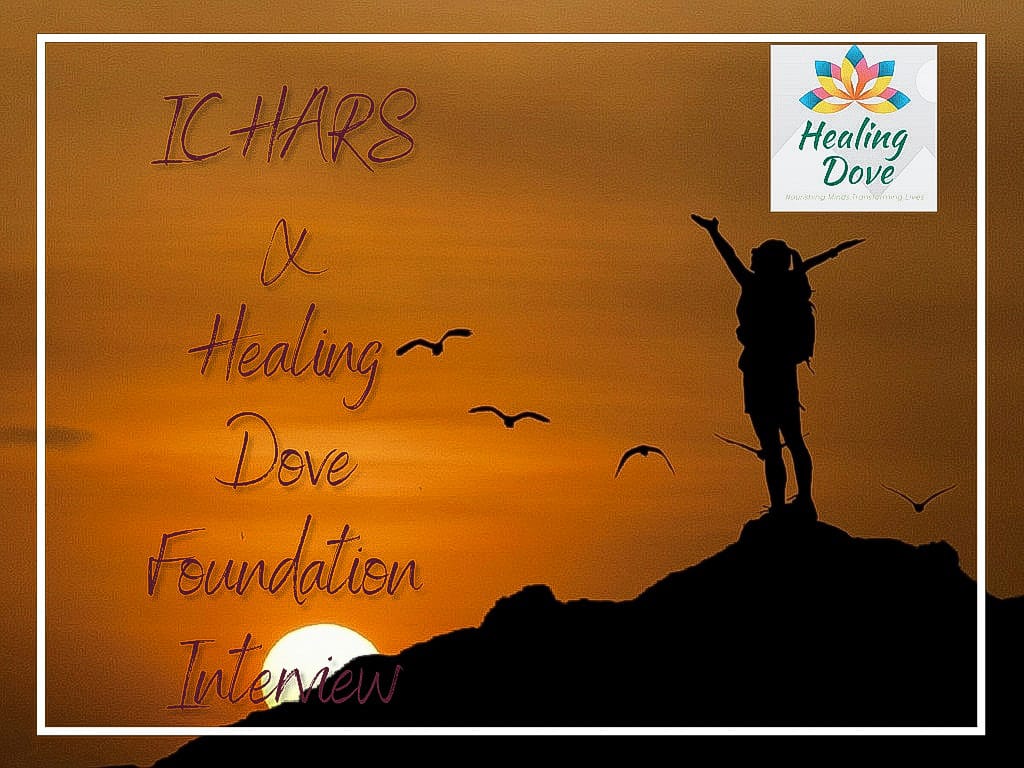 ICHARS
&
Healing
Dove
Foundation
Interview
Healing
Dove
Nourishing Minds, Transforming Lives